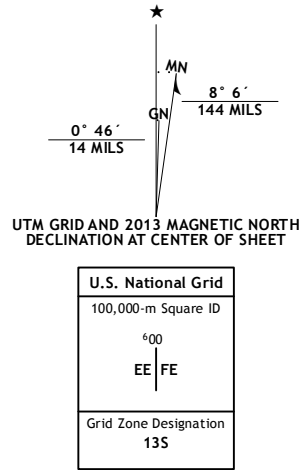 ★
MN
8° 6´
144 MILS
GN
0° 46´
14 MILS
UTM GRID AND 2013 MAGNETIC NORTH
DECLINATION AT CENTER OF SHEET
U.S. National Grid
100,000-m Square ID
⁶00
EE FE
Grid Zone Designation
13S